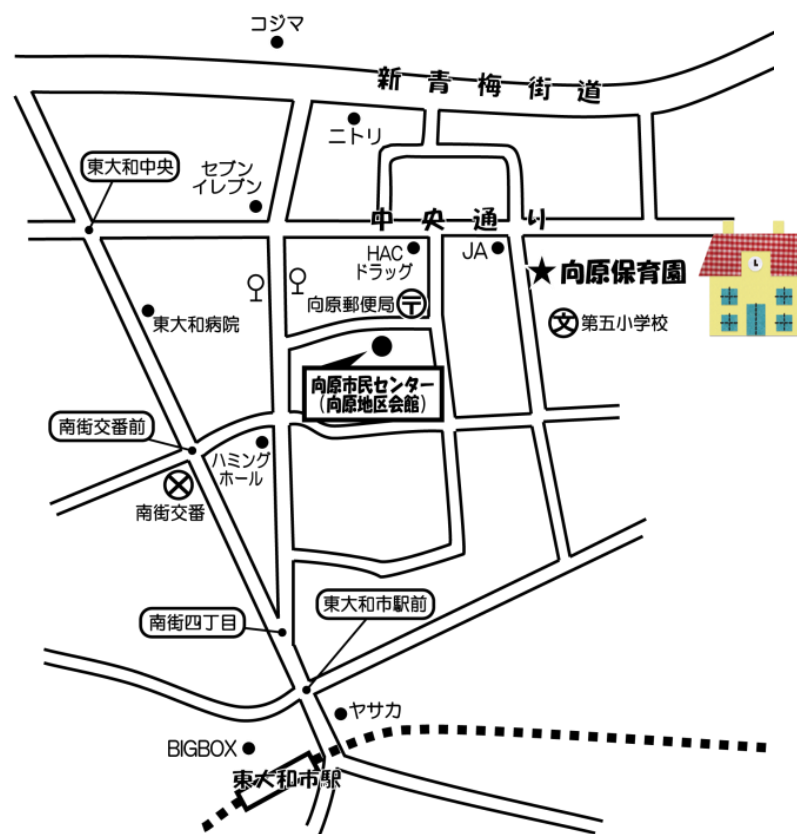 コジマ
新青梅街道
ニトリ
東大和中央
セブン
イレブン
中央通り
HAC
ドラッグ
JA
★向原保育園
向原郵便局
〒
文
第五小学校
東大和病院
向原市民センター
(向原地区会館)
南街交番前
ハミング
ホール
南街交番
東大和市駅前
南街四丁目
ヤサカ
BIGBOX
東大和市駅